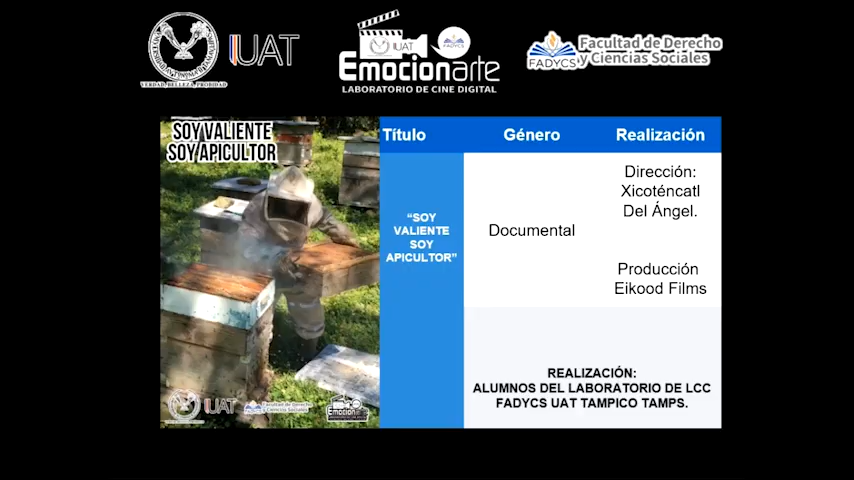 UAT
VERDAD, BELLEZA, PROBIDAD
UAT
FADYCS
Emocionarte
LABORATORIO DE CINE DIGITAL
FADYCS
Facultad de Derecho
y Ciencias Sociales
SOY VALIENTE
SOY APICULTOR
Título
Género
Realización
“SOY
VALIENTE
SOY
APICULTOR”
Documental
Dirección:
Xicoténcatl
Del Ángel.
Producción
Eikood Films
REALIZACIÓN:
ALUMNOS DEL LABORATORIO DE LCC
FADYCS UAT TAMPICO TAMPS.
UAT
Facultad de Derecho
y Ciencias Sociales
Emocionarte